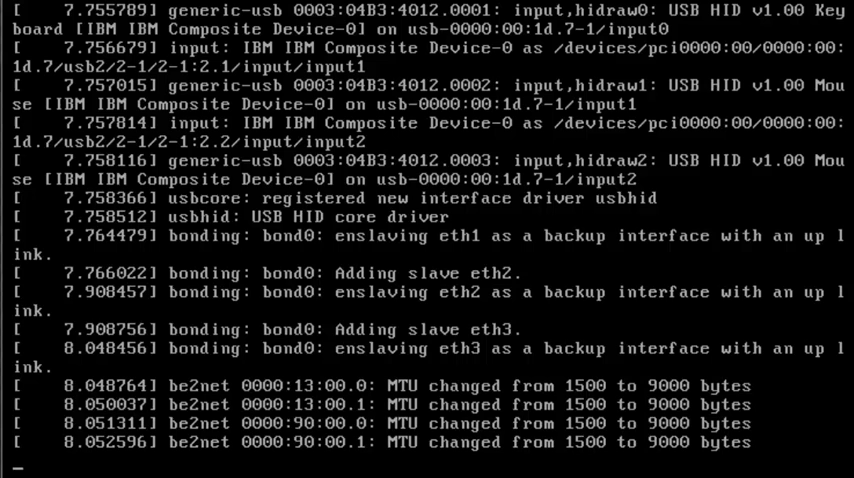 [    7.755789] generic-usb 0003:04B3:4012.0001: input,hidraw0: USB HID v1.00 Key
board [IBM IBM Composite Device-0] on usb-0000:00:1d.7-1/input0
[    7.756679] input: IBM IBM Composite Device-0 as /devices/pci0000:00/0000:00:
1d.7/usb2/2-1/2-1:2.1/input/input1
[    7.757015] generic-usb 0003:04B3:4012.0002: input,hidraw1: USB HID v1.00 Mou
se [IBM IBM Composite Device-0] on usb-0000:00:1d.7-1/input1
[    7.757814] input: IBM IBM Composite Device-0 as /devices/pci0000:00/0000:00:
1d.7/usb2/2-1/2-1:2.2/input/input2
[    7.758116] generic-usb 0003:04B3:4012.0003: input,hidraw2: USB HID v1.00 Mou
se [IBM IBM Composite Device-0] on usb-0000:00:1d.7-1/input2
[    7.758366] usbcore: registered new interface driver usbhid
[    7.758512] usbhid: USB HID core driver
[    7.764479] bonding: bond0: enslaving eth1 as a backup interface with an up l
ink.
[    7.766022] bonding: bond0: Adding slave eth2.
[    7.908457] bonding: bond0: enslaving eth2 as a backup interface with an up l
ink.
[    7.908756] bonding: bond0: Adding slave eth3.
[    8.048456] bonding: bond0: enslaving eth3 as a backup interface with an up l
ink.
[    8.048764] be2net 0000:13:00.0: MTU changed from 1500 to 9000 bytes
[    8.050037] be2net 0000:13:00.1: MTU changed from 1500 to 9000 bytes
[    8.051311] be2net 0000:90:00.0: MTU changed from 1500 to 9000 bytes
[    8.052596] be2net 0000:90:00.1: MTU changed from 1500 to 9000 bytes